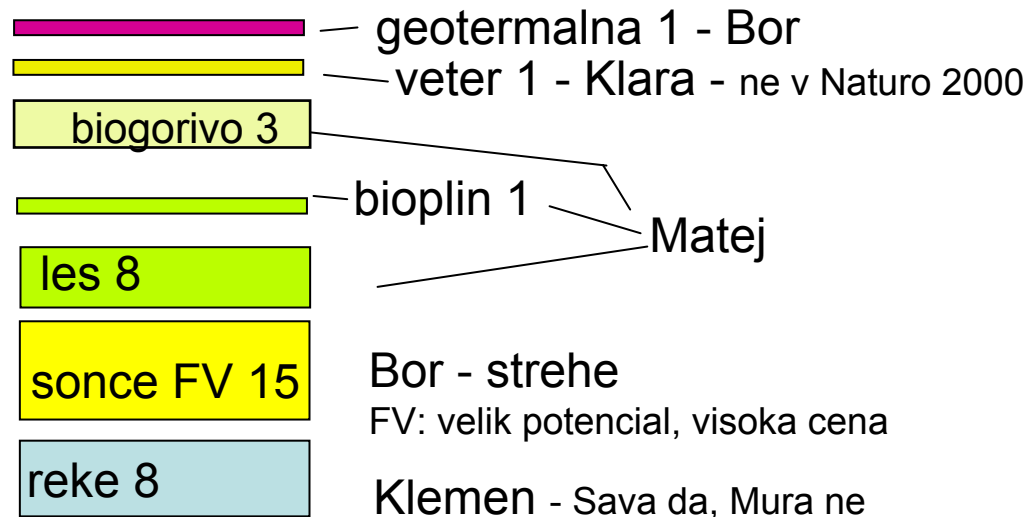 geotermalna 1 - Bor
veter 1 - Klara - ne v Naturo 2000
biogorivo 3
bioplin 1
Matej
les 8
sonce FV 15
Bor - strehe
FV: velik potencial, visoka cena
reke 8
Klemen - Sava da, Mura ne